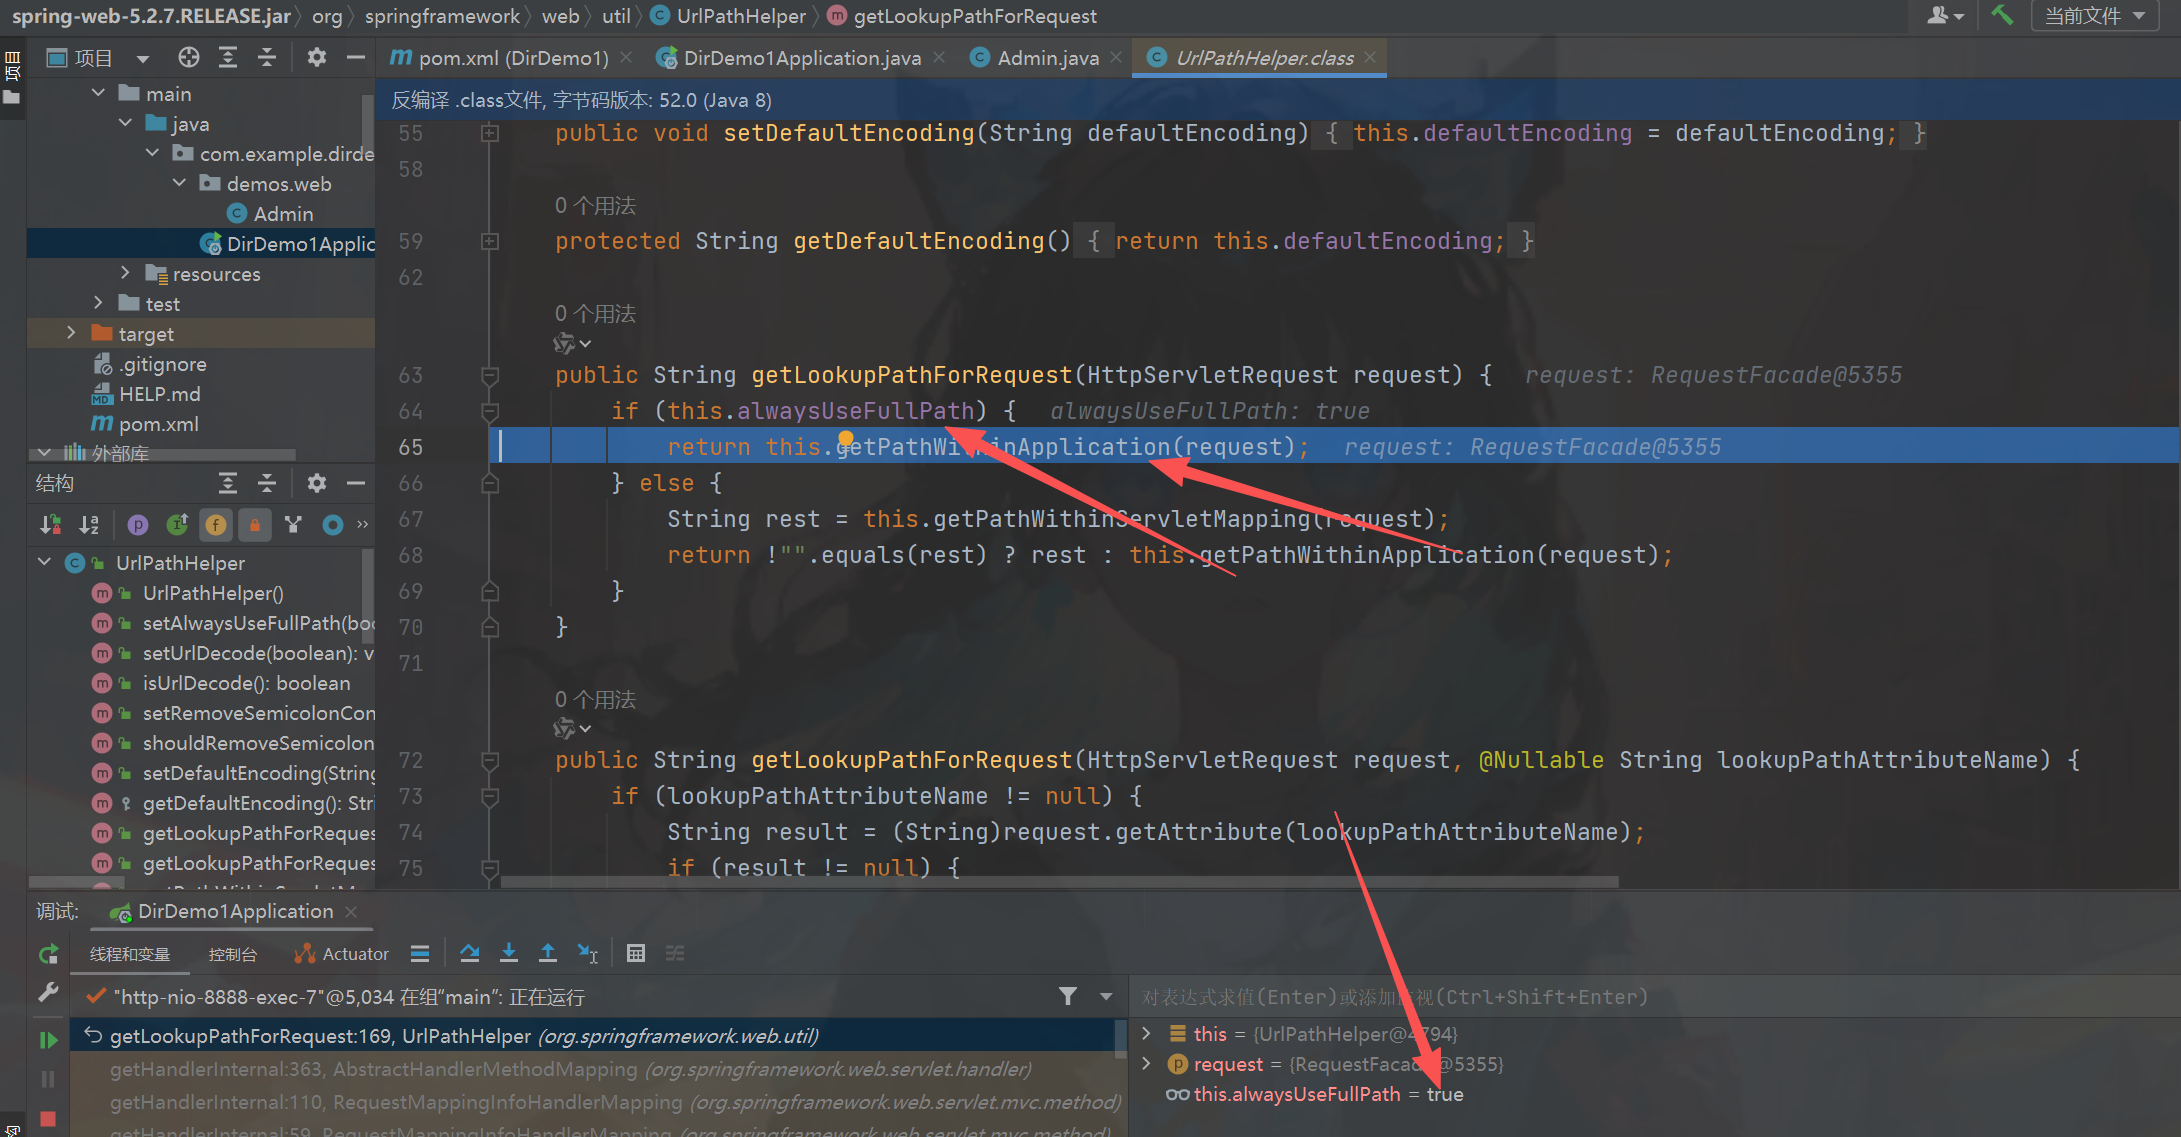 spring-web-5.2.7.RELEASE.jar org springframework web util UrlPathHelper getLookupPathForRequest
当前文件
项目
项目
pom.xml (DirDemo1)
DirDemo1Application.java
Admin.java
UrlPathHelper.class
main
java
com.example.dirde
demos.web
Admin
DirDemo1Applic
resources
test
target
.gitignore
HELP.md
pom.xml
外部库
结构
UrlPathHelper
UrlPathHelper()
setAlwaysUseFullPath(boo
setUrlDecode(boolean): v
isUrlDecode(): boolean
setRemoveSemicolonCon
shouldRemoveSemicolon
setDefaultEncoding(String
getDefaultEncoding(): Stri
getLookupPathForReques
getLookupPathForReques
反编译 .class文件, 字节码版本: 52.0 (Java 8)
55 public void setDefaultEncoding(String defaultEncoding) { this.defaultEncoding = defaultEncoding; }
58
0 个用法
59 protected String getDefaultEncoding() { return this.defaultEncoding; }
62
0 个用法
63 public String getLookupPathForRequest(HttpServletRequest request) { request: RequestFacade@5355
64 if (this.alwaysUseFullPath) { alwaysUseFullPath: true
65 return this.getPathWithinApplication(request); request: RequestFacade@5355
66 } else {
67 String rest = this.getPathWithinServletMapping(request);
68 return !"".equals(rest) ? rest : this.getPathWithinApplication(request);
69 }
70 }
71
0 个用法
72 public String getLookupPathForRequest(HttpServletRequest request, @Nullable String lookupPathAttributeName) {
73 if (lookupPathAttributeName != null) {
74 String result = (String)request.getAttribute(lookupPathAttributeName);
75 if (result != null) {
调试: DirDemo1Application
线程和变量 控制台 Actuator
"http-nio-8888-exec-7"@5,034 在组"main": 正在运行
getLookupPathForRequest:169, UrlPathHelper (org.springframework.web.util)
getHandlerInternal:363, AbstractHandlerMethodMapping (org.springframework.web.servlet.handler)
getHandlerInternal:110, RequestMappingInfoHandlerMapping (org.springframework.web.servlet.mvc.method)
getHandlerInternal:59, RequestMappingInfoHandlerMapping (org.springframework.web.servlet.mvc.method)
对表达式求值(Enter)或添加监视(Ctrl+Shift+Enter)
this = {UrlPathHelper@4794}
request = {RequestFacade@5355}
this.alwaysUseFullPath = true